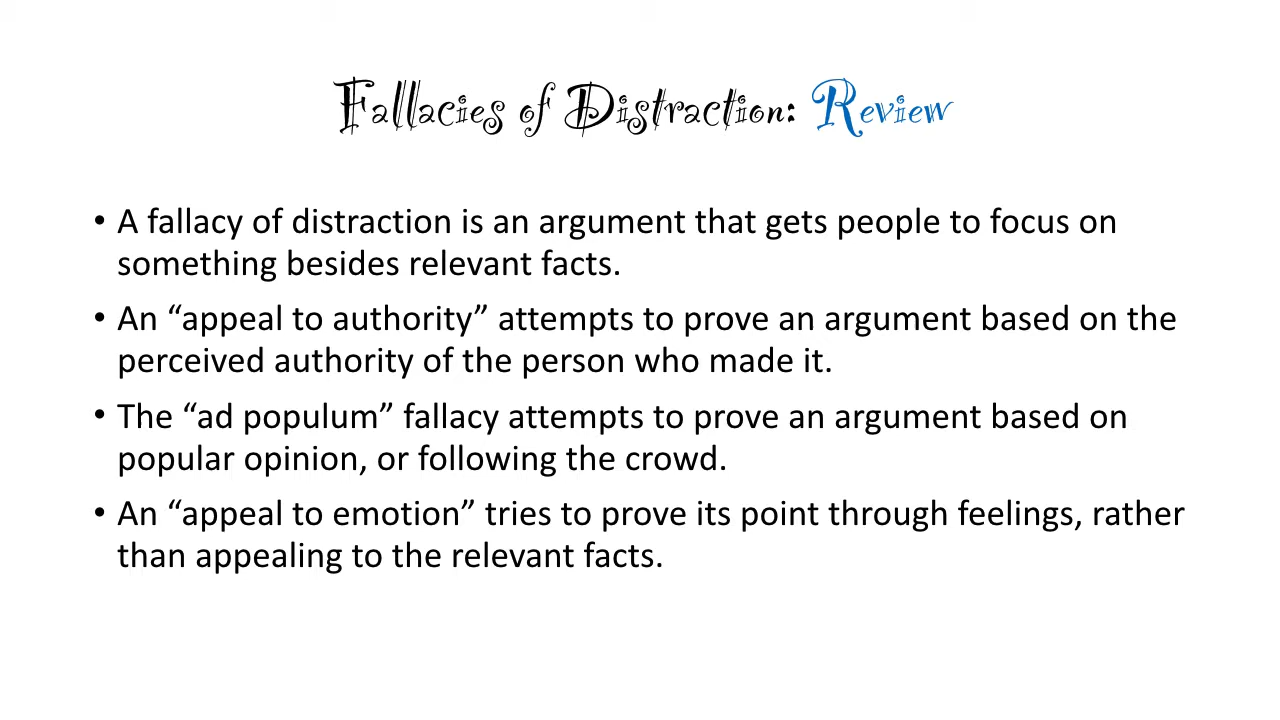 Fallacies of Distraction: Review
• A fallacy of distraction is an argument that gets people to focus on
something besides relevant facts.
• An “appeal to authority” attempts to prove an argument based on the
perceived authority of the person who made it.
• The “ad populum” fallacy attempts to prove an argument based on
popular opinion, or following the crowd.
• An “appeal to emotion” tries to prove its point through feelings, rather
than appealing to the relevant facts.